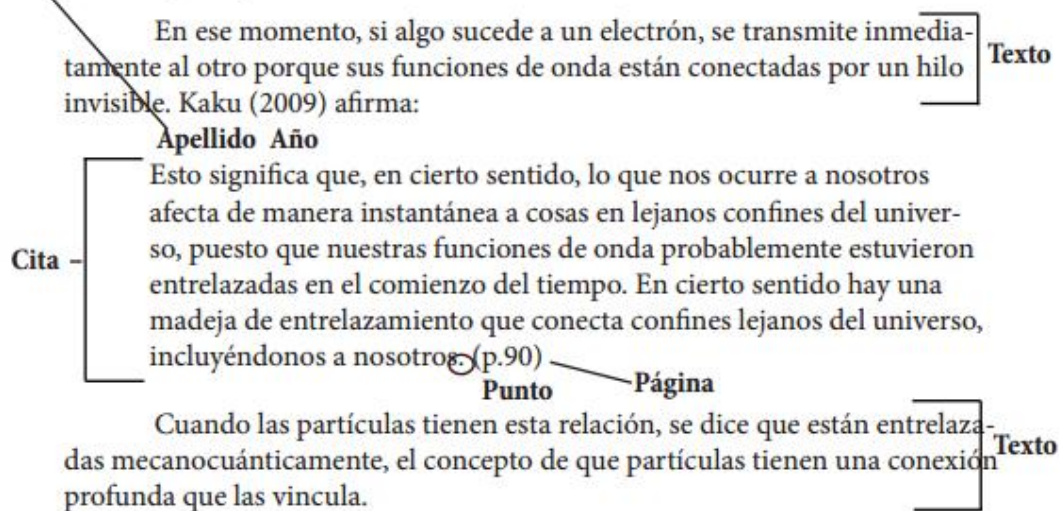 En ese momento, si algo sucede a un electrón, se transmite inmedia-
tamente al otro porque sus funciones de onda están conectadas por un hilo
invisible. Kaku (2009) afirma:
Texto
Apellido Año
Esto significa que, en cierto sentido, lo que nos ocurre a nosotros
afecta de manera instantánea a cosas en lejanos confines del univer-
so, puesto que nuestras funciones de onda probablemente estuvieron
entrelazadas en el comienzo del tiempo. En cierto sentido hay una
madeja de entrelazamiento que conecta confines lejanos del universo,
incluyéndonos a nosotros. (p.90)
Cita
Punto
Página
Cuando las partículas tienen esta relación, se dice que están entrelaza-
das mecanocuánticamente, el concepto de que partículas tienen una conexión
profunda que las vincula.
Texto